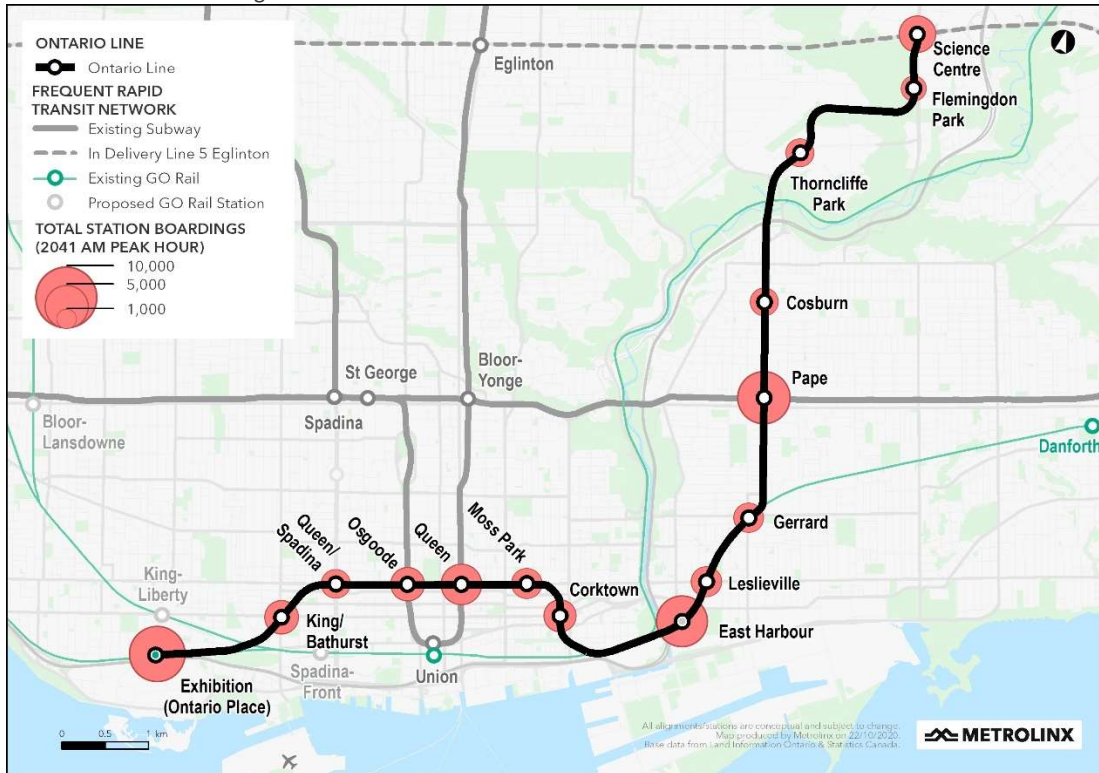 ONTARIO LINE
Ontario Line
FREQUENT RAPID
TRANSIT NETWORK
Existing Subway
In Delivery Line 5 Eglinton
Existing GO Rail
Proposed GO Rail Station
TOTAL STATION BOARDINGS
(2041 AM PEAK HOUR)
10,000
5,000
1,000
Eglinton
Science
Centre
Flemingdon
Park
Thorncliffe
Park
Cosburn
Pape
Bloor-
Yonge
St George
Spadina
Bloor-
Lansdowne
Danforth
Gerrard
Leslieville
East Harbour
Corktown
Moss Park
Queen
Osgoode
Queen/
Spadina
King-
Liberty
King/
Bathurst
Exhibition
(Ontario Place)
Spadina-
Front
Union
0 0.5 1 km
All alignments/stations are conceptual and subject to change.
Map produced by Metrolinx on 22/10/2020.
Base data from Land Information Ontario & Statistics Canada.
METROLINX